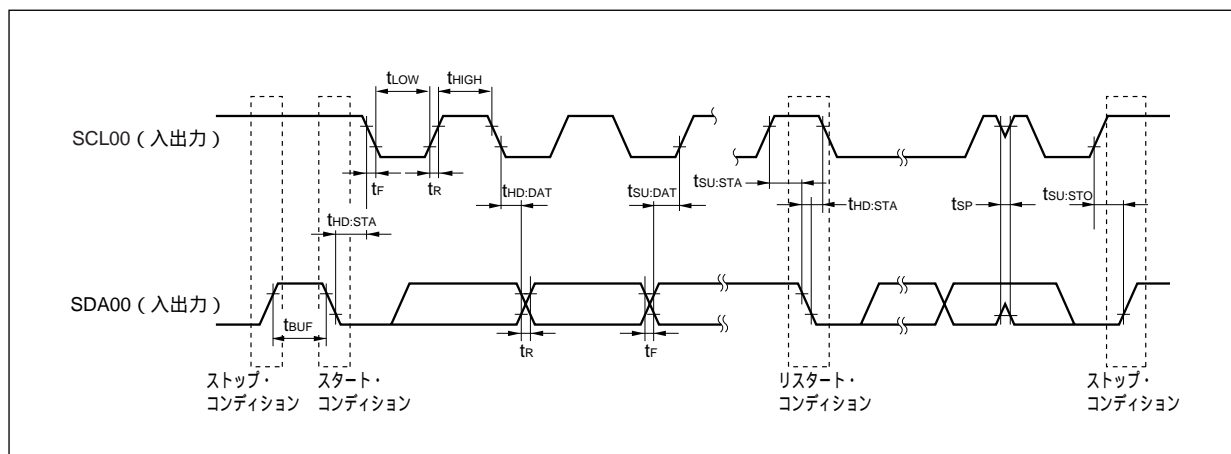 tLOW
tHIGH
SCL00（入出力）
tF
tR
tHD:DAT
tSU:DAT
tSU:STA
tHD:STA
tHD:STA
tSP
tSU:STO
SDA00（入出力）
tBUF
tR
tF
ストップ・
コンディション
スタート・
コンディション
リスタート・
コンディション
ストップ・
コンディション